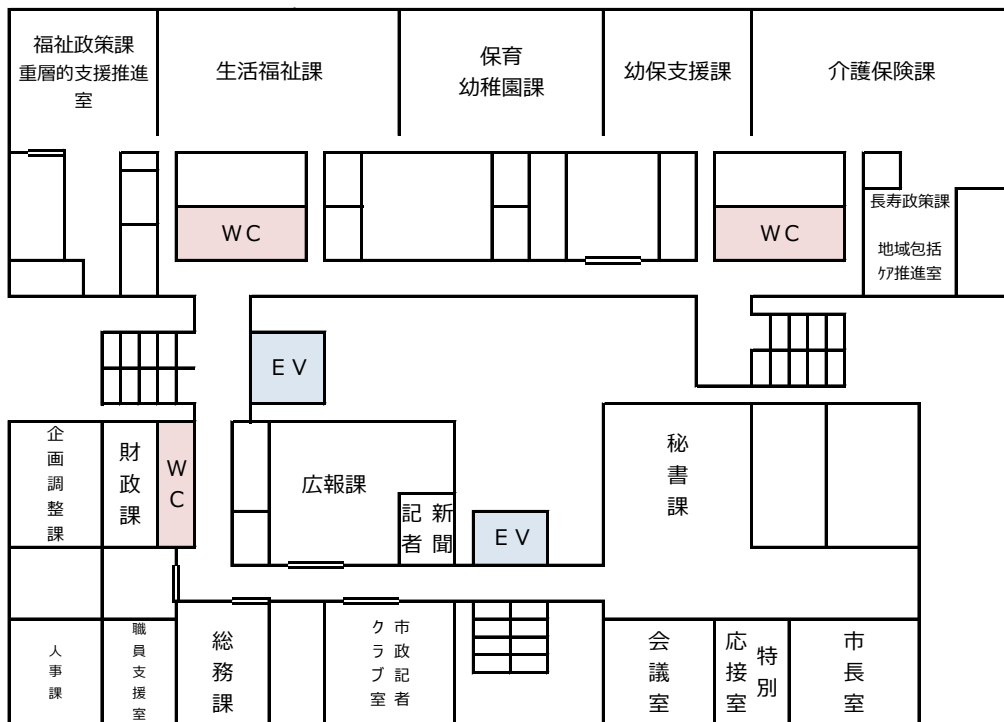 福祉政策課
重層的支援推進
室
生活福祉課
保育
幼稚園課
幼保支援課
介護保険課
WC
WC
長寿政策課
地域包括
ｹｱ推進室
EV
企画調整課
財政課
WC
広報課
新聞
記者
EV
秘書課
人事課
職員支援室
総務課
市政記者
クラブ室
会議室
特別
応接室
市長室